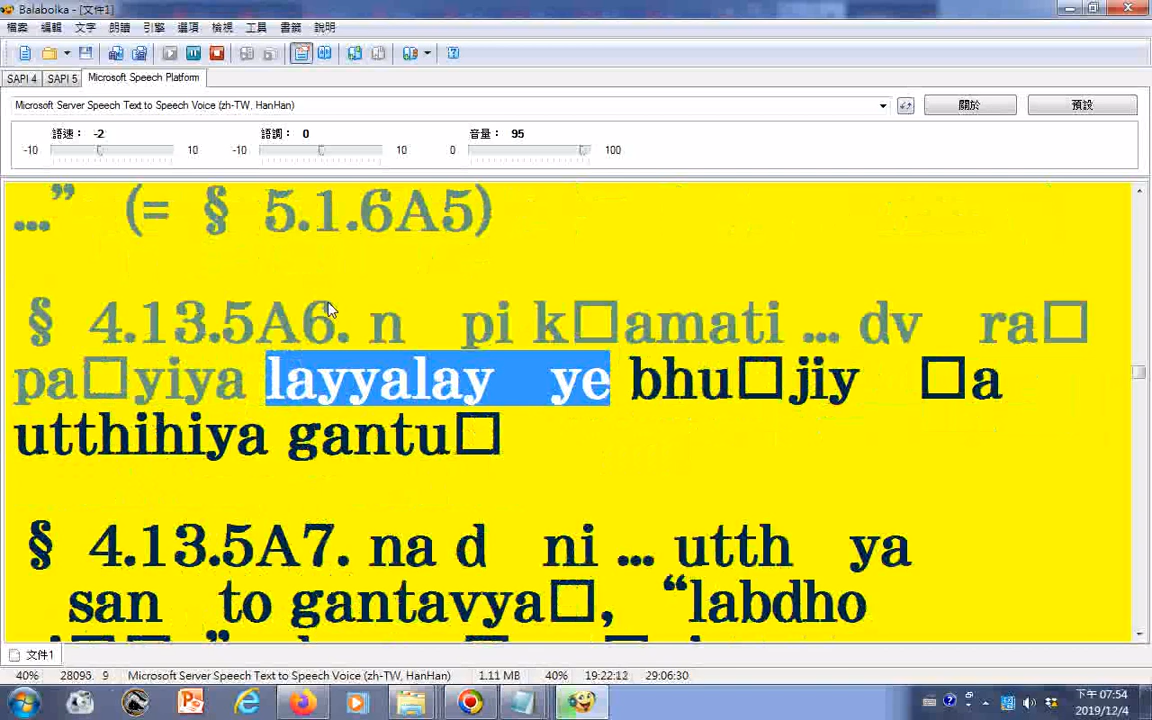 Balabolka - [文件1]
檔案 編輯 文字 朗讀 引擎 選項 檢視 工具 書籤 說明
SAPI 4 SAPI 5 Microsoft Speech Platform
Microsoft Server Speech Text to Speech Voice (zh-TW, HanHan) 關於 預設
語速： -2 語調： 0 音量： 95
-10 10 -10 10 0 100
...” (= § 5.1.6A5)
§ 4.13.5A6. n pi k□amati ... dv ra□
pa□yiya layyalay ye bhu□jiy □a
utthihiya gantu□
§ 4.13.5A7. na d ni ... utth ya
san to gantavya□, “labdho
文件1
40% 28095 9 Microsoft Server Speech Text to Speech Voice (zh-TW, HanHan) 1.11 MB 40% 19:22:12 29:06:30
下午 07:54
2019/12/4